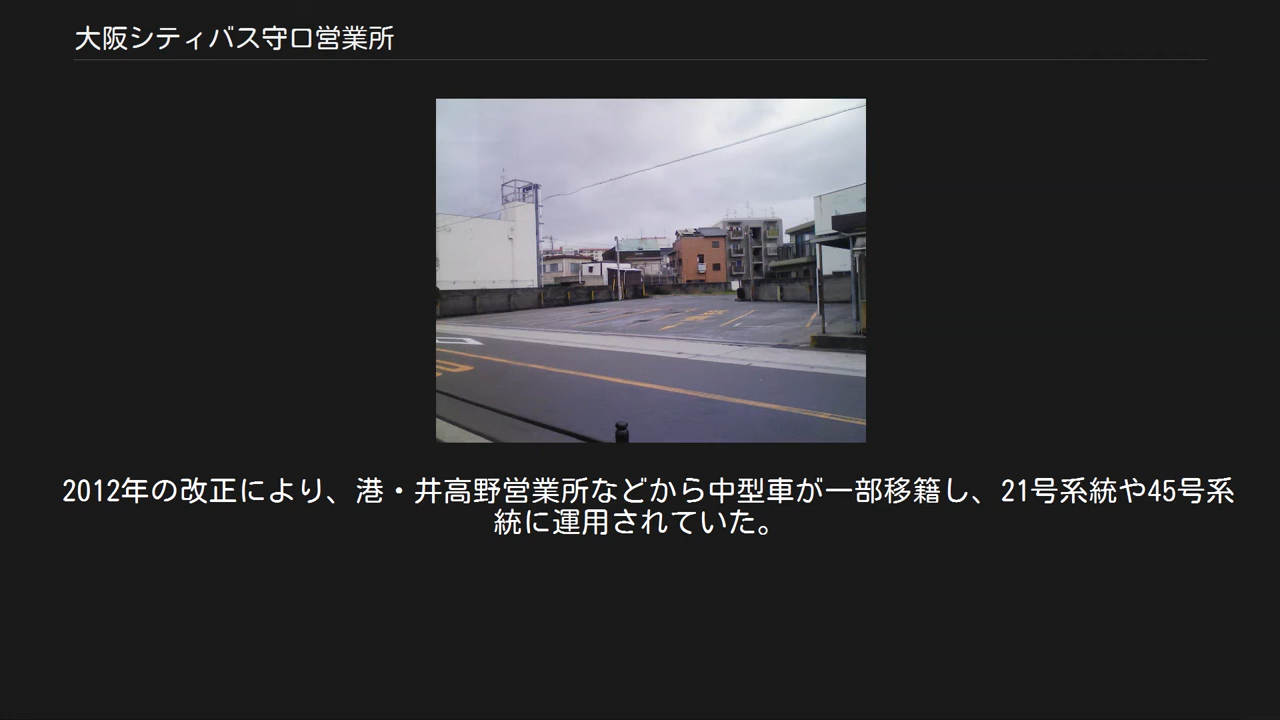 大阪シティバス守口営業所
2012年の改正により、港・井高野営業所などから中型車が一部移籍し、21号系統や45号系
統に運用されていた。